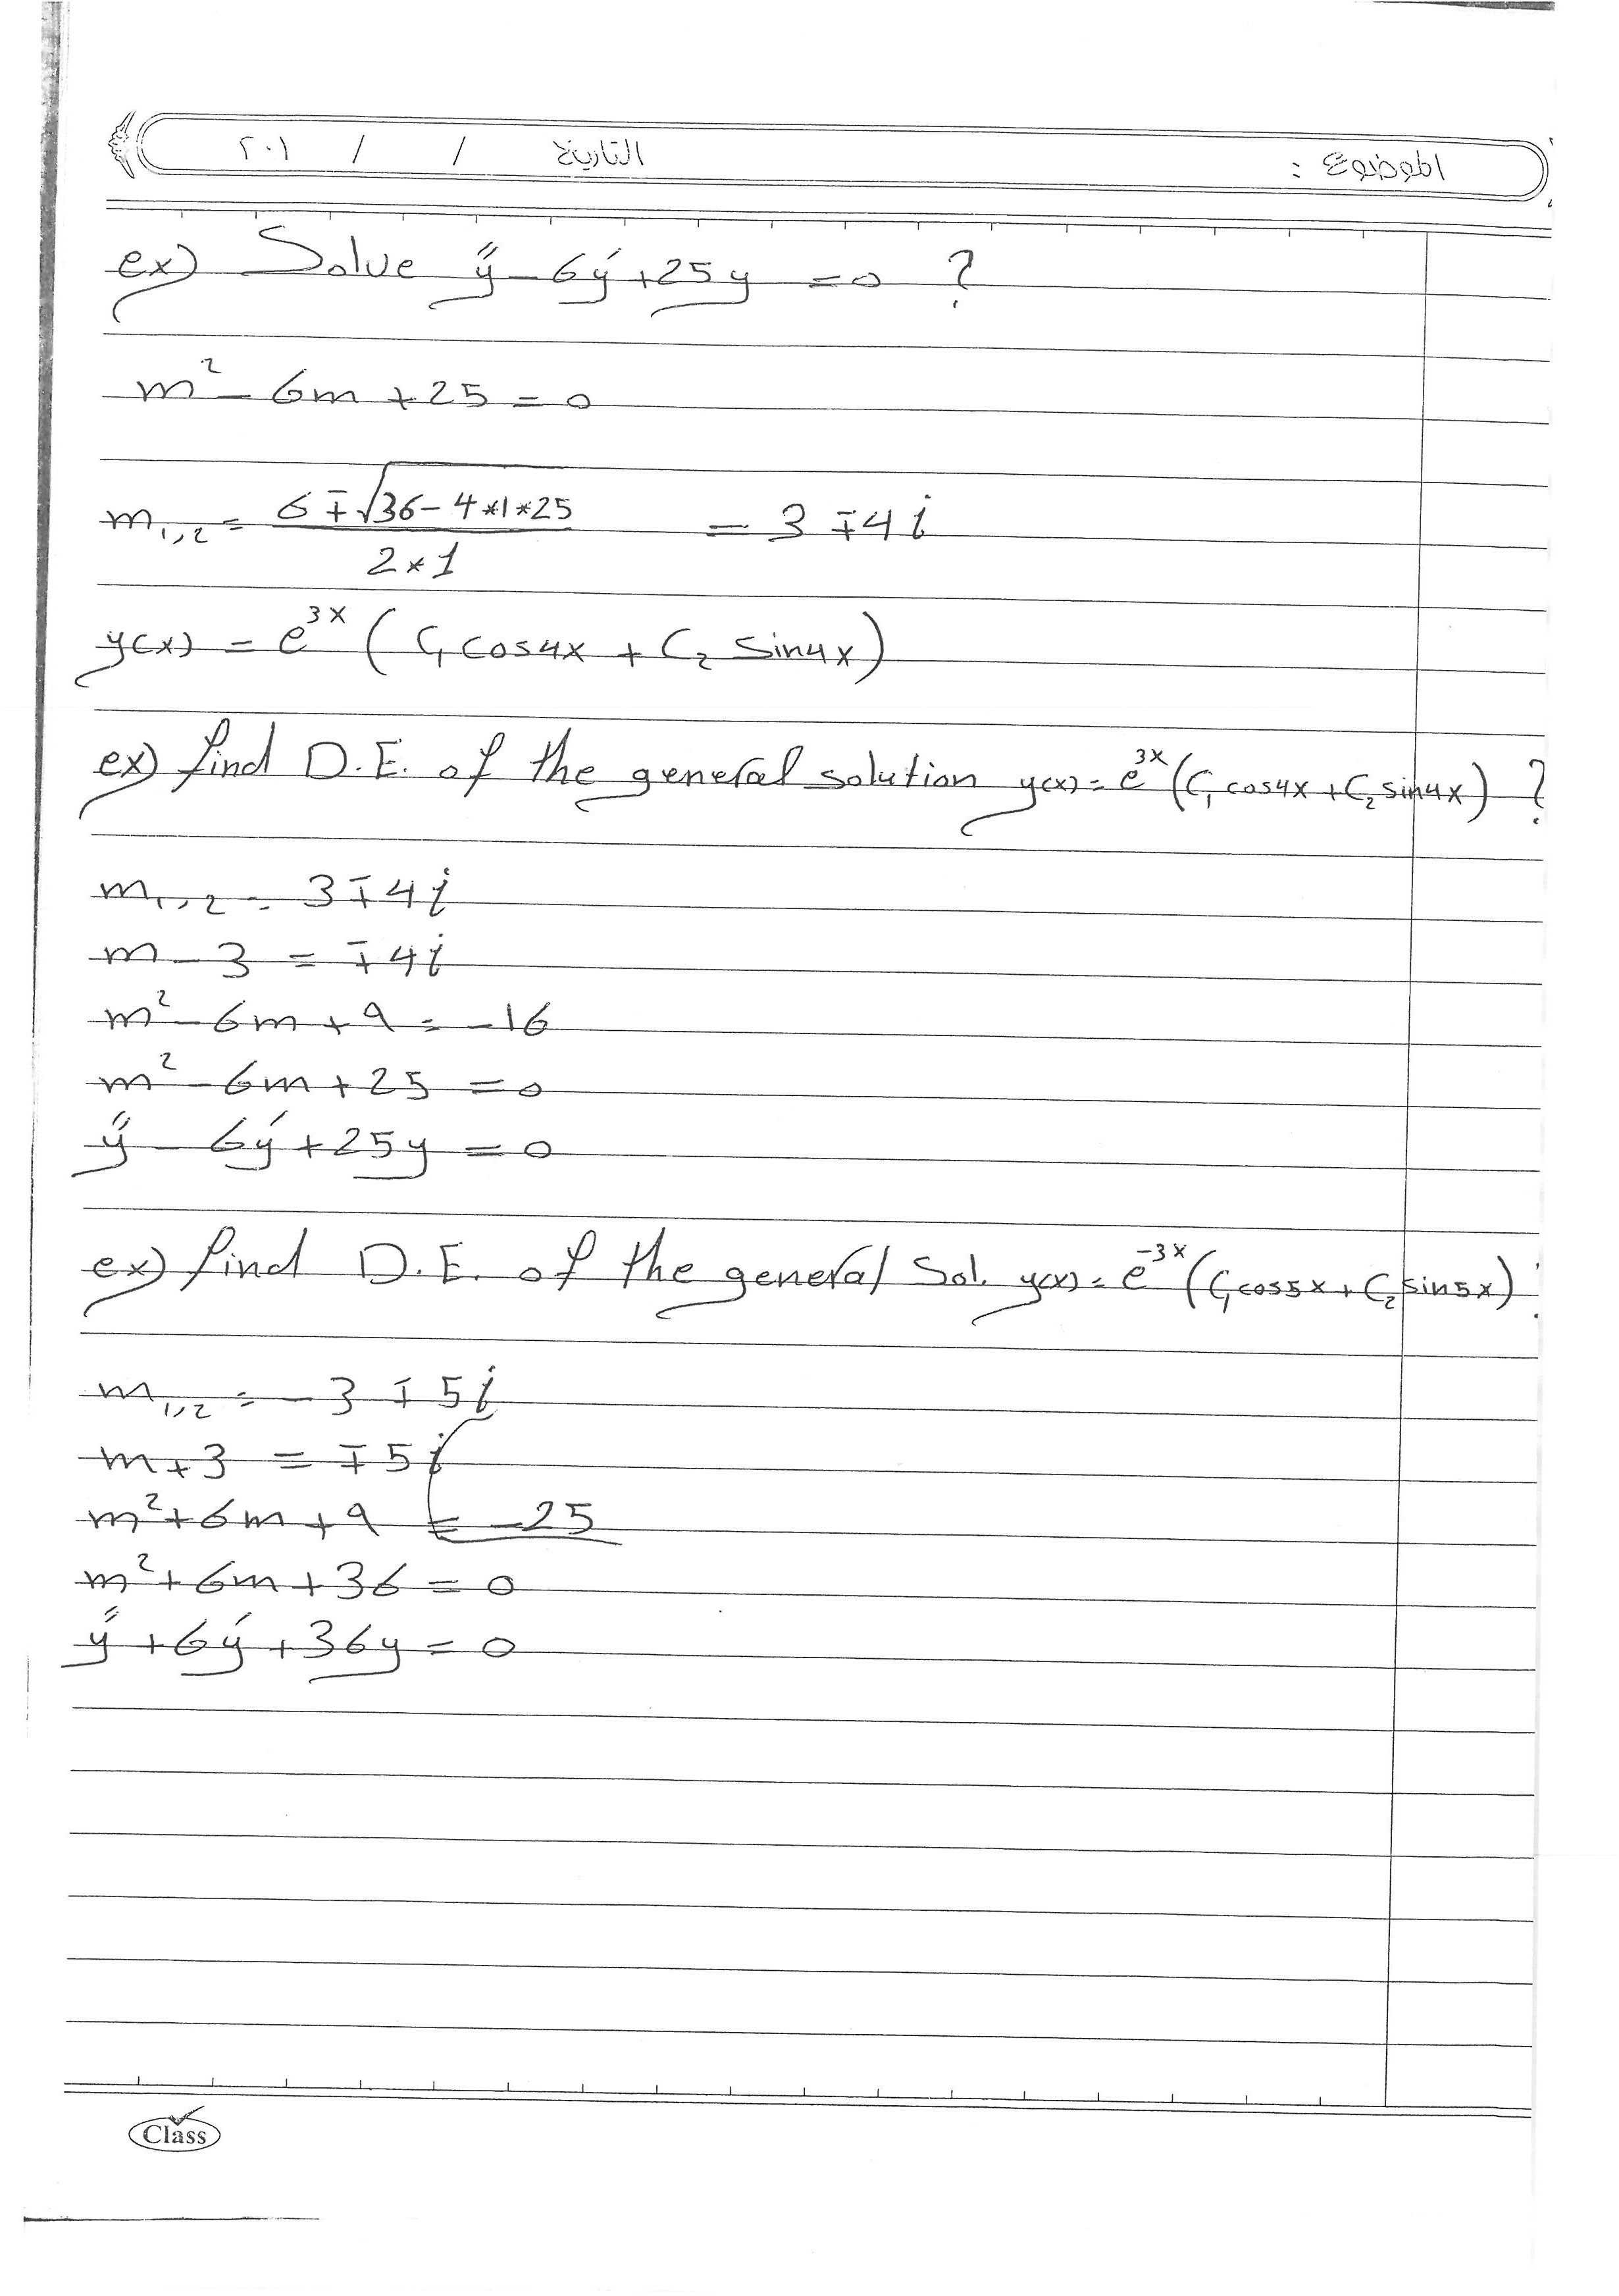 الموضوع : التاريخ / / ٢٠١
ex) Solve y″ - 6y′ + 25y = 0 ?
m² - 6m + 25 = 0
m₁,₂ = (6 ∓ √(36 - 4*1*25)) / (2*1) = 3 ∓ 4i
y(x) = e^{3x} ( C₁ cos4x + C₂ sin4x )
ex) find D.E. of the general solution y(x) = e^{3x} (C₁ cos4x + C₂ sin4x) ?
m₁,₂ = 3 ∓ 4i
m - 3 = ∓ 4i
m² - 6m + 9 = -16
m² - 6m + 25 = 0
y″ - 6y′ + 25y = 0
ex) find D.E. of the general Sol. y(x) = e^{-3x} (C₁ cos5x + C₂ sin5x)
m₁,₂ = -3 ∓ 5i
m + 3 = ∓ 5i
m² + 6m + 9 = -25
m² + 6m + 36 = 0
y″ + 6y′ + 36y = 0
Class